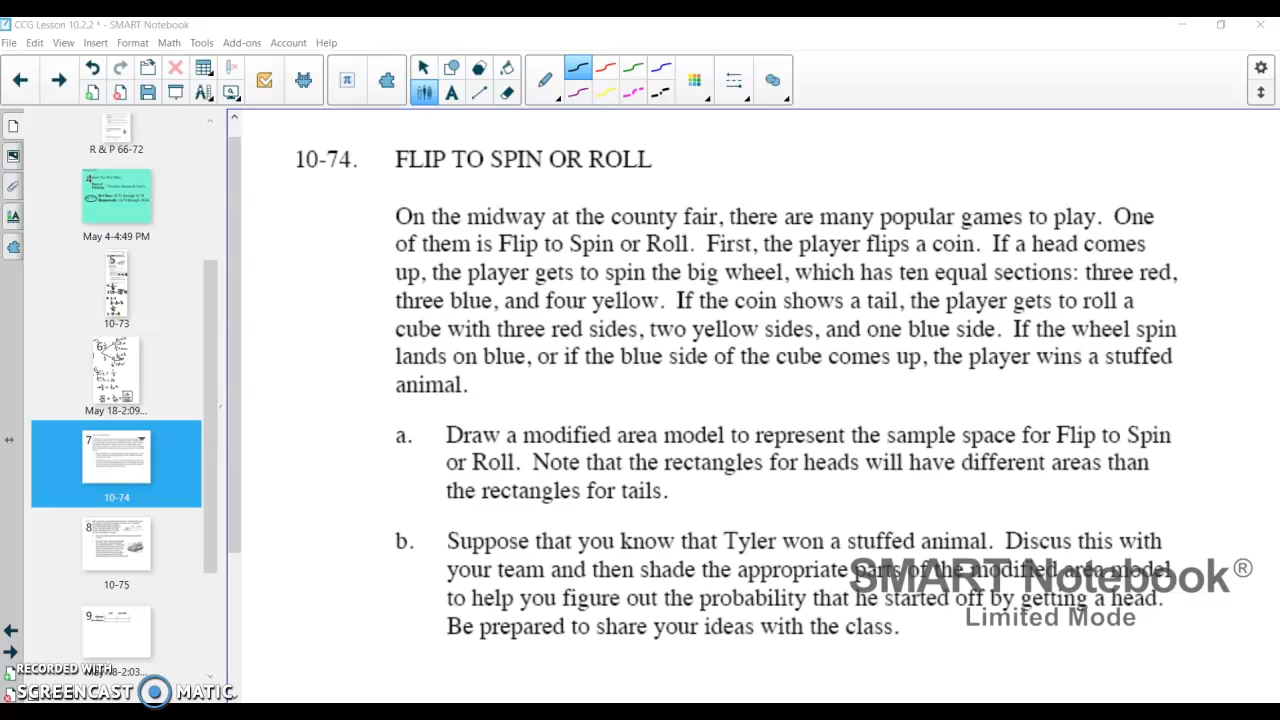 CCG Lesson 10.2.2 * - SMART Notebook
File Edit View Insert Format Math Tools Add-ons Account Help
R & P 66-72
4
May 4-4:49 PM
5
10-73
6
May 18-2:09...
7
10-74
8
10-75
9
May 18-2:03...
RECORDED WITH
SCREENCAST MATIC
10-74. FLIP TO SPIN OR ROLL
On the midway at the county fair, there are many popular games to play. One
of them is Flip to Spin or Roll. First, the player flips a coin. If a head comes
up, the player gets to spin the big wheel, which has ten equal sections: three red,
three blue, and four yellow. If the coin shows a tail, the player gets to roll a
cube with three red sides, two yellow sides, and one blue side. If the wheel spin
lands on blue, or if the blue side of the cube comes up, the player wins a stuffed
animal.
a. Draw a modified area model to represent the sample space for Flip to Spin
or Roll. Note that the rectangles for heads will have different areas than
the rectangles for tails.
b. Suppose that you know that Tyler won a stuffed animal. Discus this with
your team and then shade the appropriate parts of the modified area model
to help you figure out the probability that he started off by getting a head.
Be prepared to share your ideas with the class.
SMART Notebook®
Limited Mode